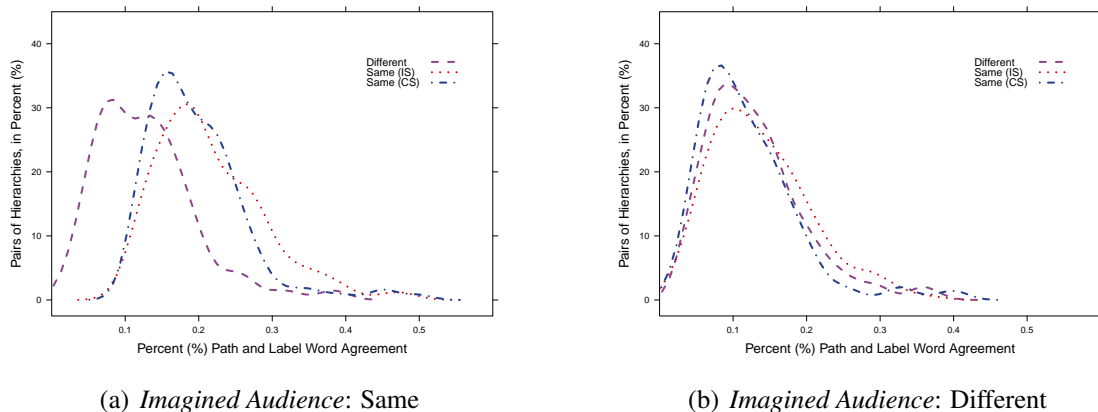 Pairs of Hierarchies, in Percent (%)
40
30
20
10
0
Different
Same (IS)
Same (CS)
0.1 0.2 0.3 0.4 0.5
Percent (%) Path and Label Word Agreement
(a) Imagined Audience: Same
Pairs of Hierarchies, in Percent (%)
40
30
20
10
0
Different
Same (IS)
Same (CS)
0.1 0.2 0.3 0.4 0.5
Percent (%) Path and Label Word Agreement
(b) Imagined Audience: Different